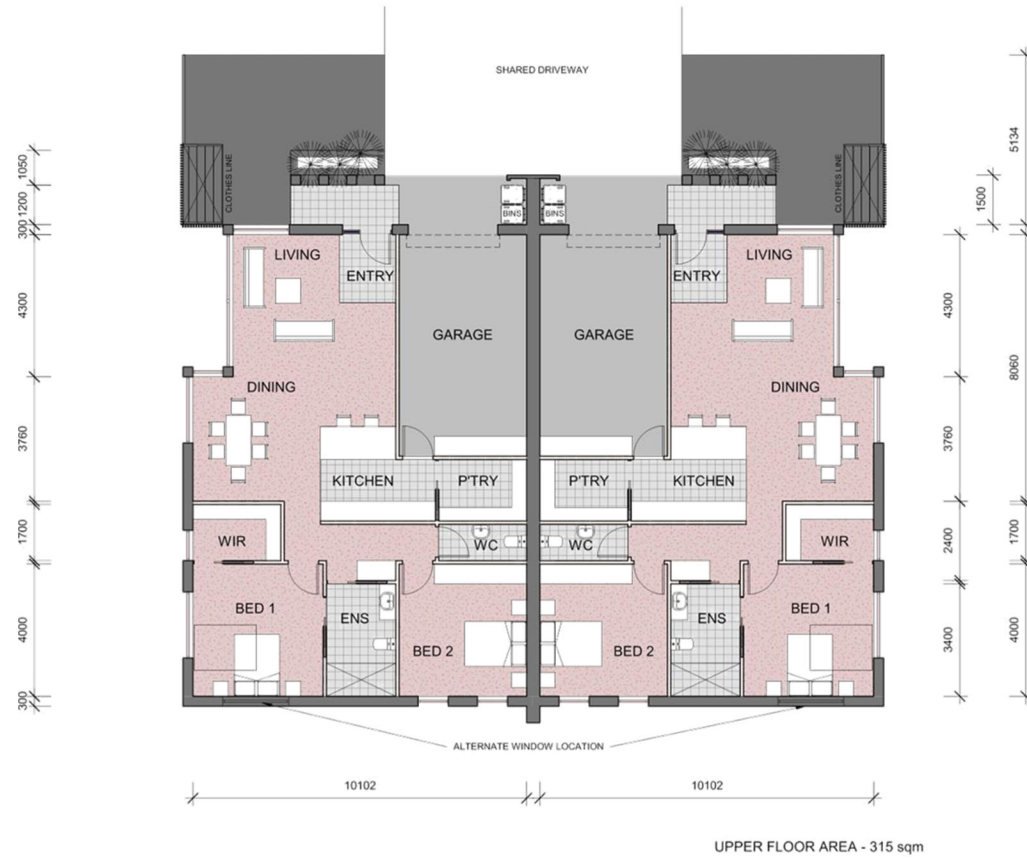 SHARED DRIVEWAY
CLOTHES LINE
CLOTHES LINE
BINS
BINS
LIVING
LIVING
ENTRY
ENTRY
GARAGE
GARAGE
DINING
DINING
KITCHEN
P'TRY
P'TRY
KITCHEN
WIR
WC
WC
WIR
BED 1
ENS
BED 2
BED 2
ENS
BED 1
ALTERNATE WINDOW LOCATION
1050
1200
300
4300
3760
1700
4000
300
1500
4300
3760
2400
3400
5134
8060
1700
4000
10102
10102
UPPER FLOOR AREA - 315 sqm